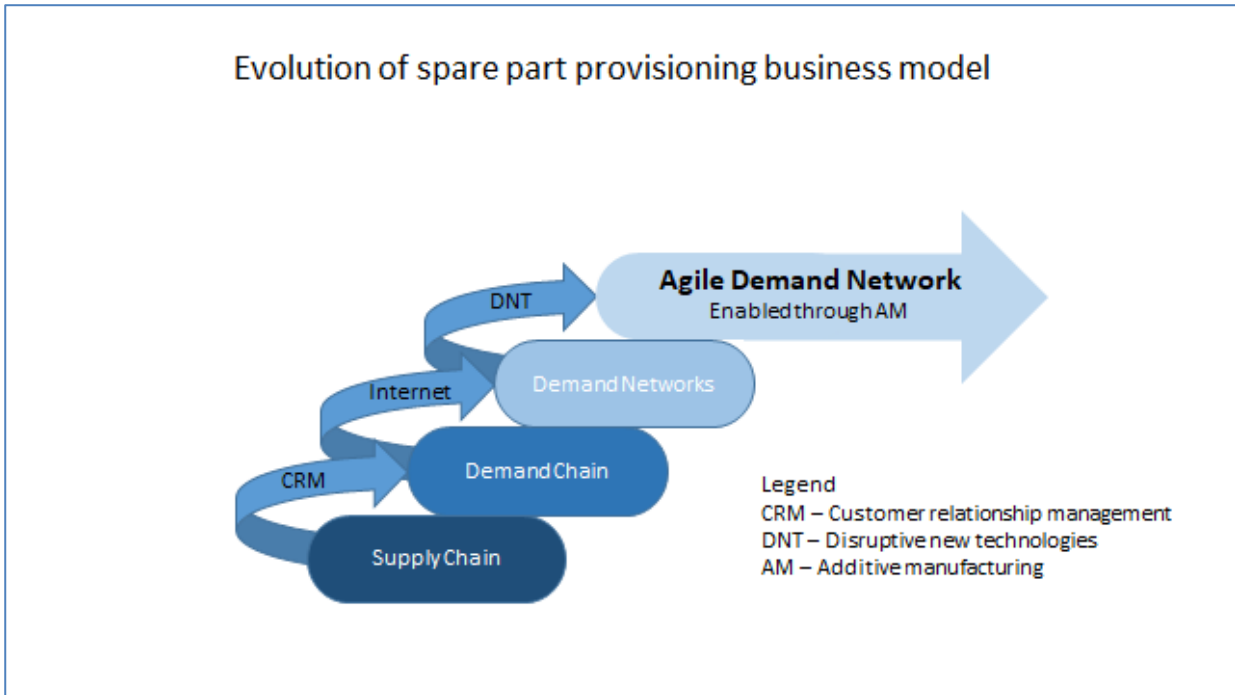 Evolution of spare part provisioning business model
Agile Demand Network
Enabled through AM
DNT
Demand Networks
Internet
Demand Chain
CRM
Supply Chain
Legend
CRM – Customer relationship management
DNT – Disruptive new technologies
AM – Additive manufacturing